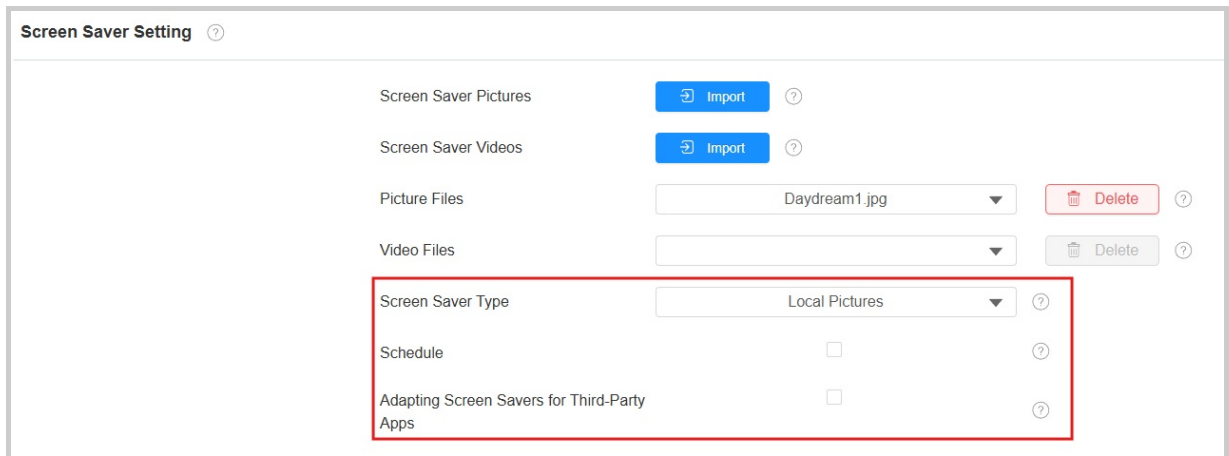 Screen Saver Setting ?
Screen Saver Pictures Import ?
Screen Saver Videos Import ?
Picture Files Daydream1.jpg Delete ?
Video Files Delete ?
Screen Saver Type Local Pictures ?
Schedule ?
Adapting Screen Savers for Third-Party
Apps ?